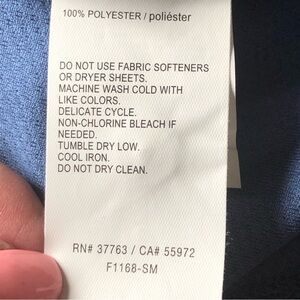 100% POLYESTER / poliéster
DO NOT USE FABRIC SOFTENERS
OR DRYER SHEETS.
MACHINE WASH COLD WITH
LIKE COLORS.
DELICATE CYCLE.
NON-CHLORINE BLEACH IF
NEEDED.
TUMBLE DRY LOW.
COOL IRON.
DO NOT DRY CLEAN.
RN# 37763 / CA# 55972
F1168-SM